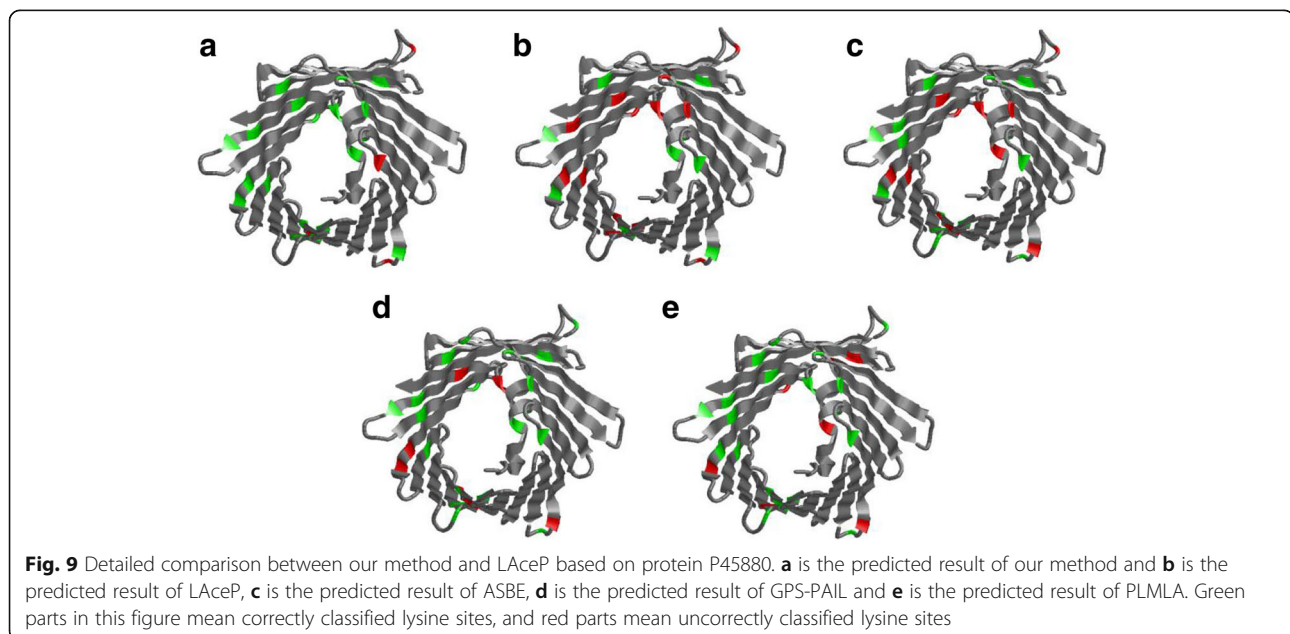 a
b
c
d
e
Fig. 9 Detailed comparison between our method and LAceP based on protein P45880. a is the predicted result of our method and b is the
predicted result of LAceP, c is the predicted result of ASBE, d is the predicted result of GPS-PAIL and e is the predicted result of PLMLA. Green
parts in this figure mean correctly classified lysine sites, and red parts mean uncorrectly classified lysine sites